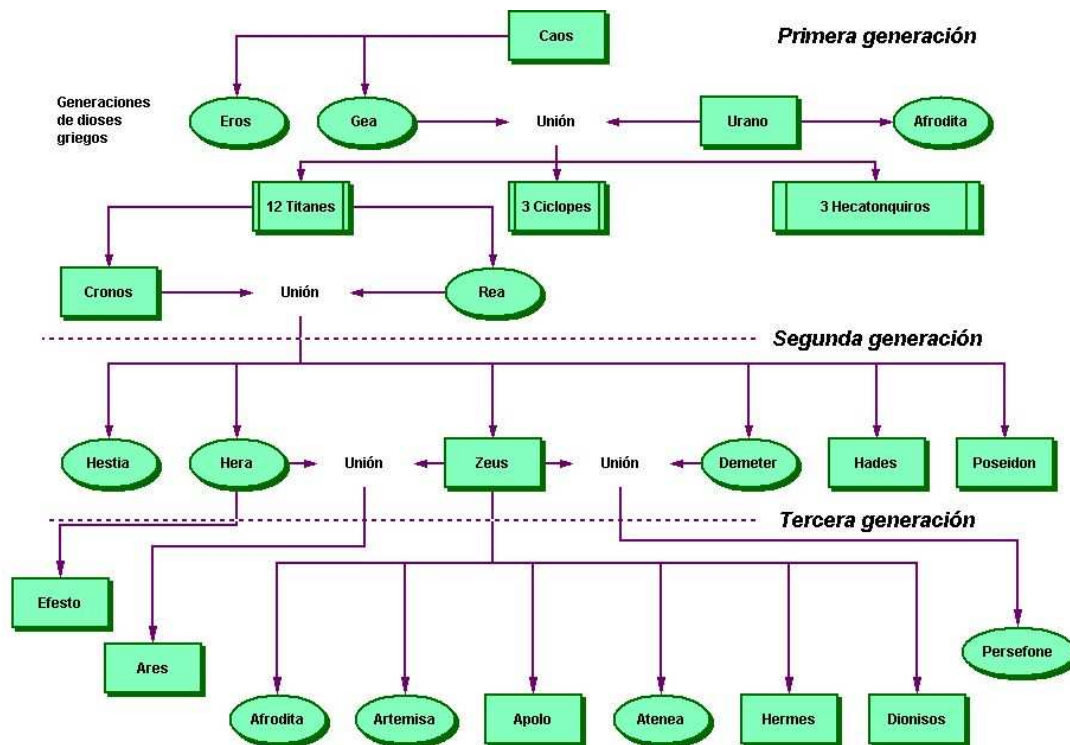 Caos
Primera generación
Generaciones
de dioses
griegos
Eros
Gea
Unión
Urano
Afrodita
12 Titanes
3 Ciclopes
3 Hecatonquiros
Cronos
Unión
Rea
Segunda generación
Hestia
Hera
Unión
Zeus
Unión
Demeter
Hades
Poseidon
Tercera generación
Efesto
Ares
Persefone
Afrodita
Artemisa
Apolo
Atenea
Hermes
Dionisos